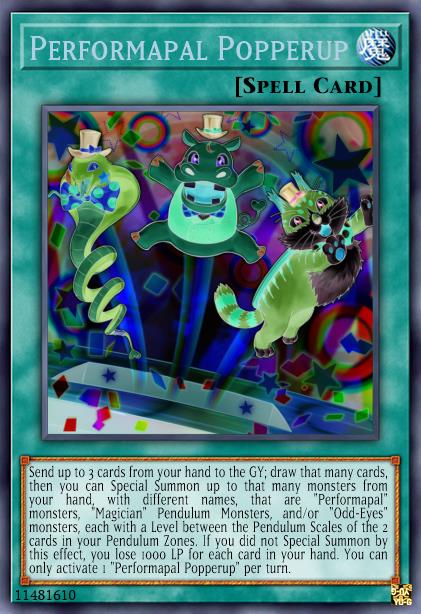 PERFORMAPAL POPPERUP
[SPELL CARD]
Send up to 3 cards from your hand to the GY; draw that many cards,
then you can Special Summon up to that many monsters from
your hand, with different names, that are "Performapal"
monsters, "Magician" Pendulum Monsters, and/or "Odd-Eyes"
monsters, each with a Level between the Pendulum Scales of the 2
cards in your Pendulum Zones. If you did not Special Summon by
this effect, you lose 1000 LP for each card in your hand. You can
only activate 1 "Performapal Popperup" per turn.
11481610